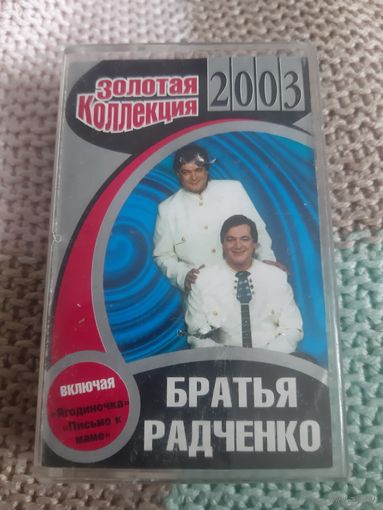 Золотая
Коллекция
2003
ВКЛЮЧАЯ
«Ягодиночка»
«Письмо к
маме»
БРАТЬЯ
РАДЧЕНКО